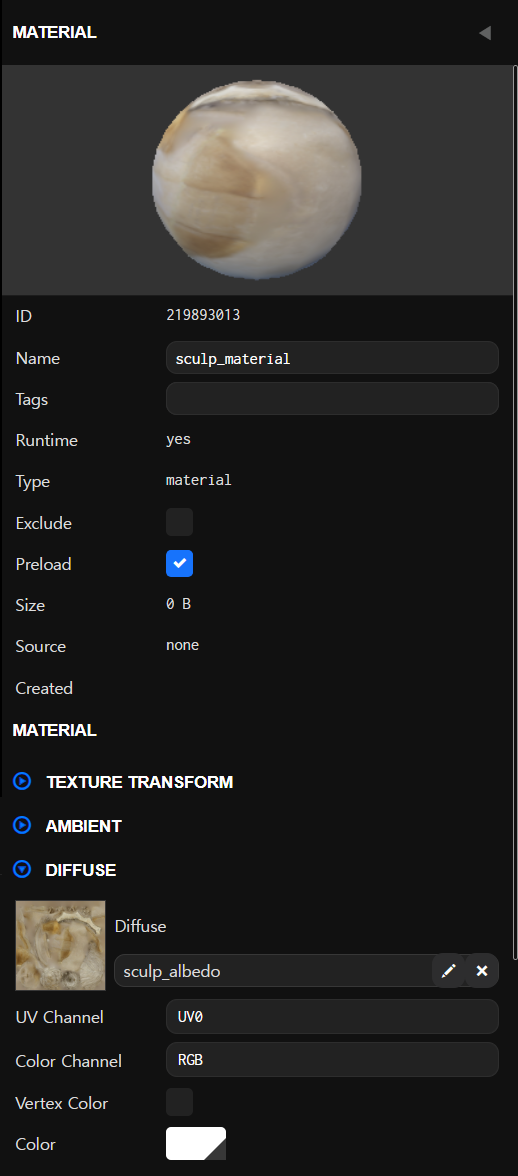 MATERIAL
ID 219893013
Name sculp_material
Tags
Runtime yes
Type material
Exclude
Preload
Size 0 B
Source none
Created
MATERIAL
TEXTURE TRANSFORM
AMBIENT
DIFFUSE
Diffuse
sculp_albedo
UV Channel UV0
Color Channel RGB
Vertex Color
Color